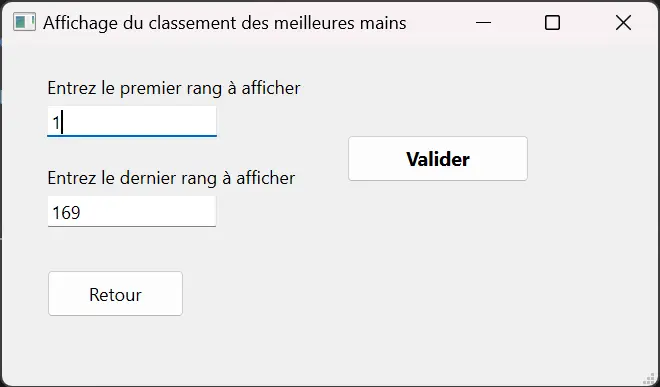 Affichage du classement des meilleures mains
Entrez le premier rang à afficher
1
Valider
Entrez le dernier rang à afficher
169
Retour